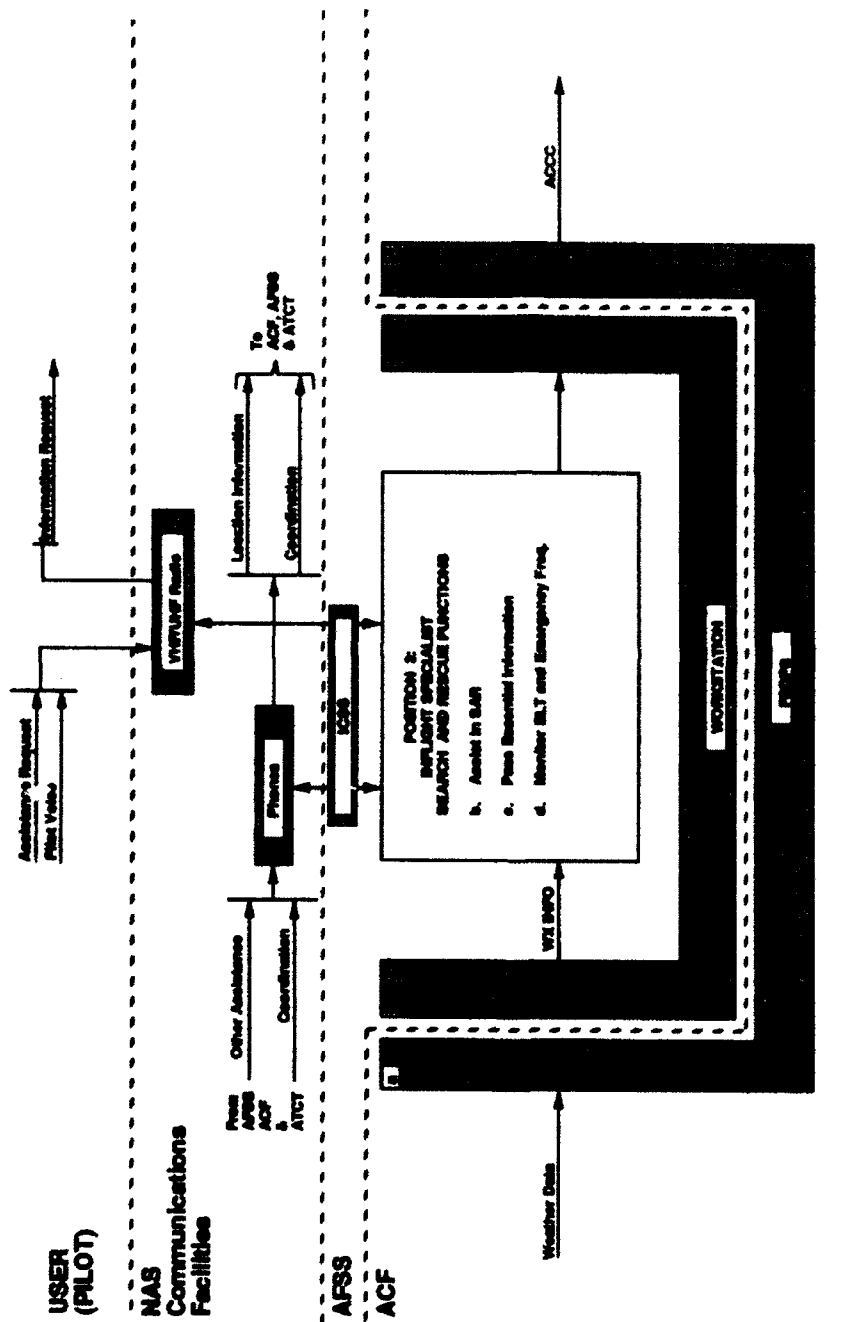 USER
(PILOT)
Assistance Request
Pilot Voice
Information Request
NAS
Communications
Facilities
VHF/UHF Radio
From
AFSS
ACF
&
ATCT
Other Assistance
Coordination
Phones
Location Information
Coordination
To
ACF, AFSS
& ATCT
AFSS
ICSS
ACF
a
POSITION 2:
INFLIGHT SPECIALIST
SEARCH AND RESCUE FUNCTIONS
b. Assist in SAR
c. Pass Essential Information
d. Monitor ELT and Emergency Freq.
Weather Data
WX INFO
ACCC
WORKSTATION